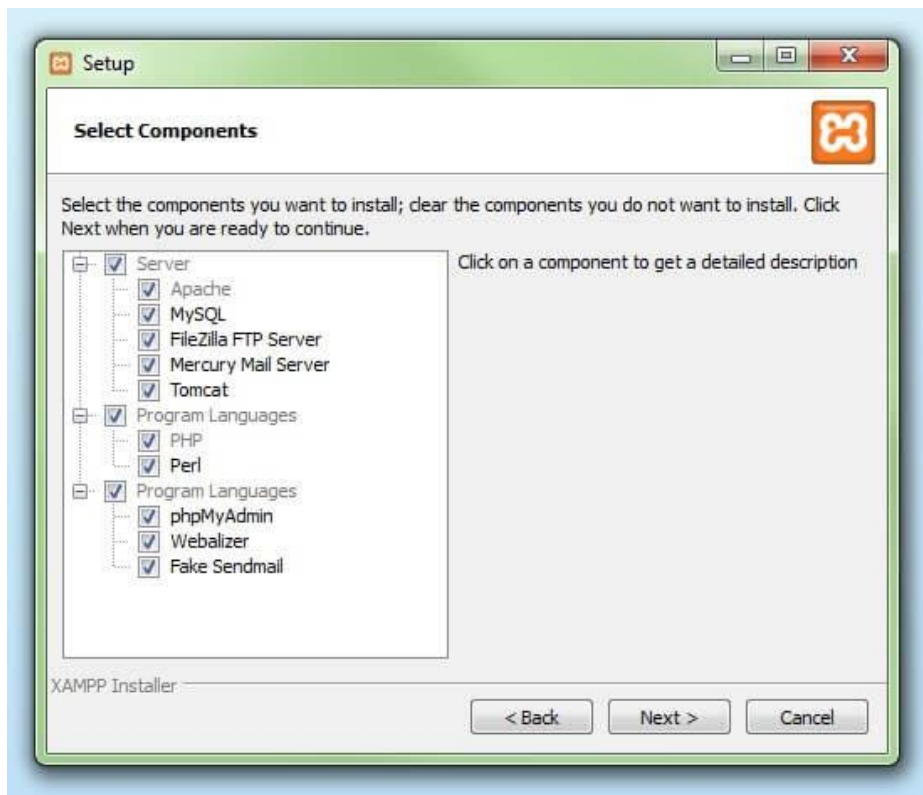 Setup
Select Components
Select the components you want to install; clear the components you do not want to install. Click
Next when you are ready to continue.
Server
Apache
MySQL
FileZilla FTP Server
Mercury Mail Server
Tomcat
Program Languages
PHP
Perl
Program Languages
phpMyAdmin
Webalizer
Fake Sendmail
Click on a component to get a detailed description
XAMPP Installer
< Back
Next >
Cancel